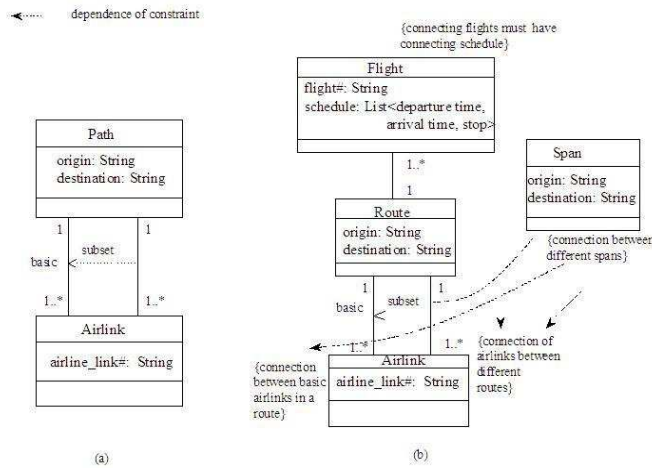 dependence of constraint
{connecting flights must have
connecting schedule}
Flight
flight#: String
schedule: List<departure time,
arrival time, stop>
Path
origin: String
destination: String
1
1
subset
basic
1..*
1..*
Airlink
airline_link#: String
(a)
1..*
1
Route
origin: String
destination: String
Span
origin: String
destination: String
{connection between
different spans}
1
1
subset
basic
1..*
1..*
Airlink
airline_link#: String
{connection
between basic
airlinks in a
route}
{connection of
airlinks between
different
routes}
(b)